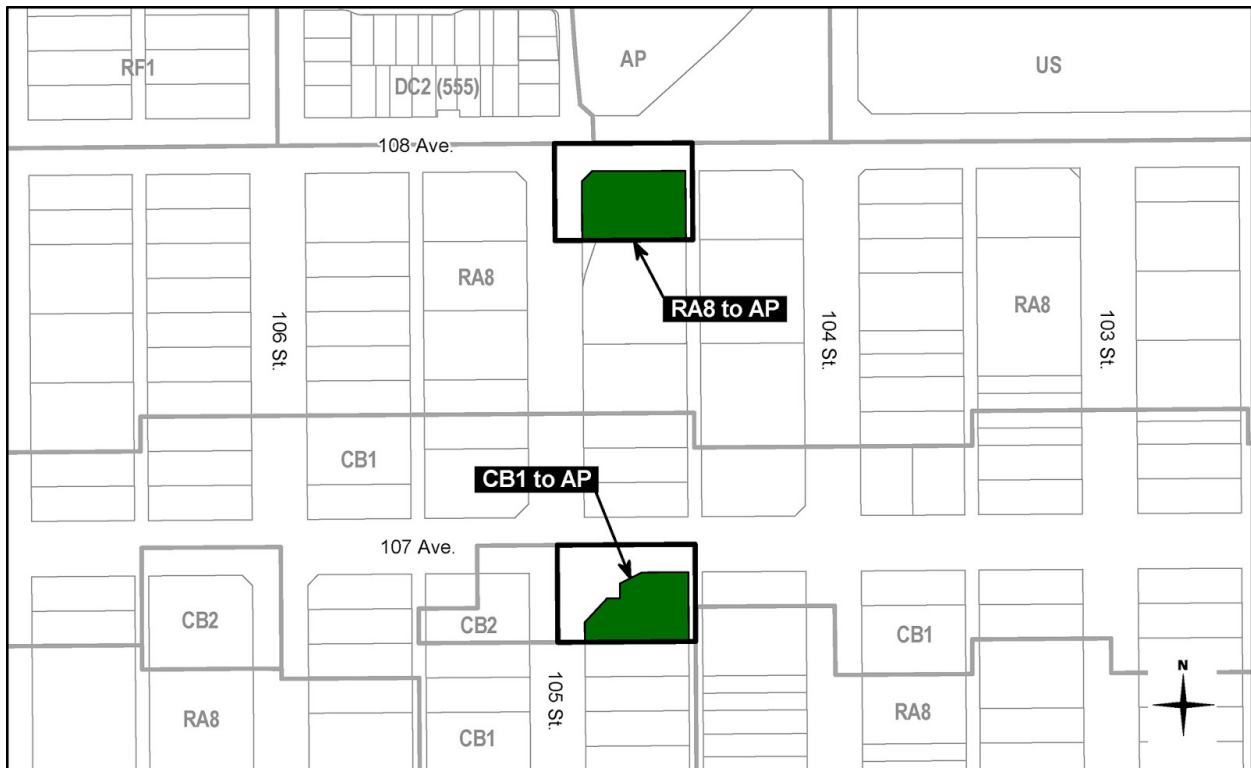 AP
US
RF1
DC2 (555)
108 Ave.
RA8
RA8 to AP
RA8
106 St.
104 St.
103 St.
CB1
CB1 to AP
107 Ave.
CB2
CB2
CB1
N
105 St.
RA8
RA8
CB1